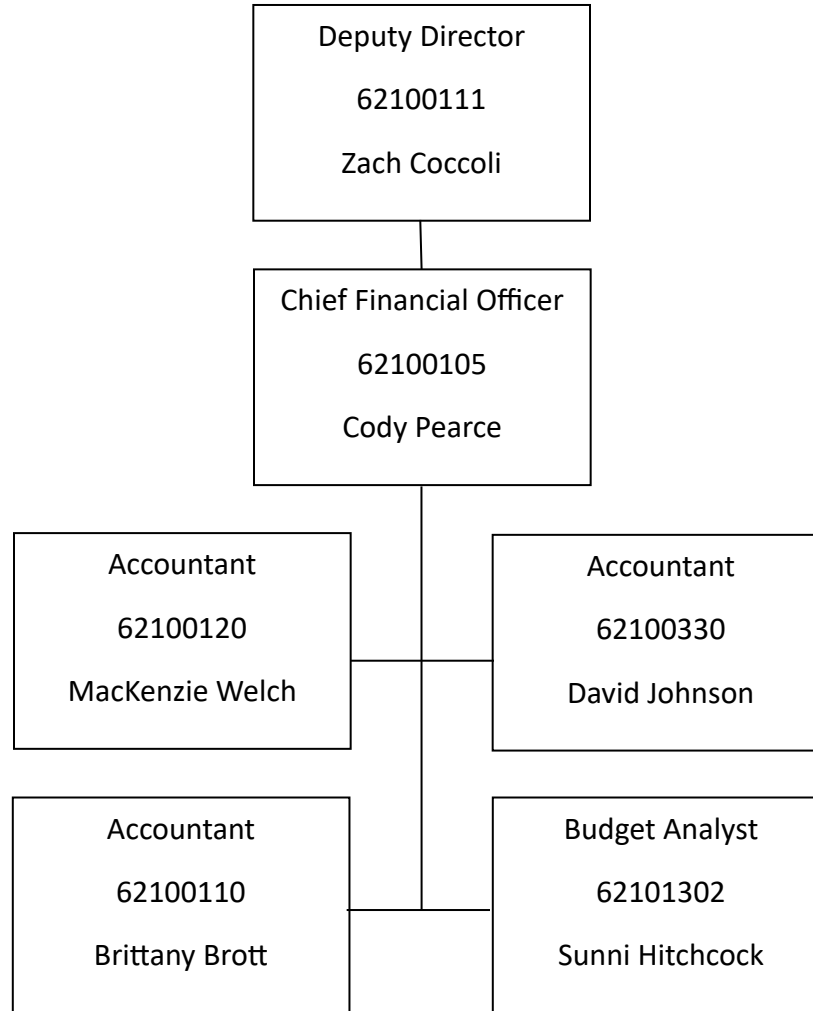 Deputy Director
62100111
Zach Coccoli
Chief Financial Officer
62100105
Cody Pearce
Accountant
62100120
MacKenzie Welch
Accountant
62100330
David Johnson
Accountant
62100110
Brittany Brott
Budget Analyst
62101302
Sunni Hitchcock